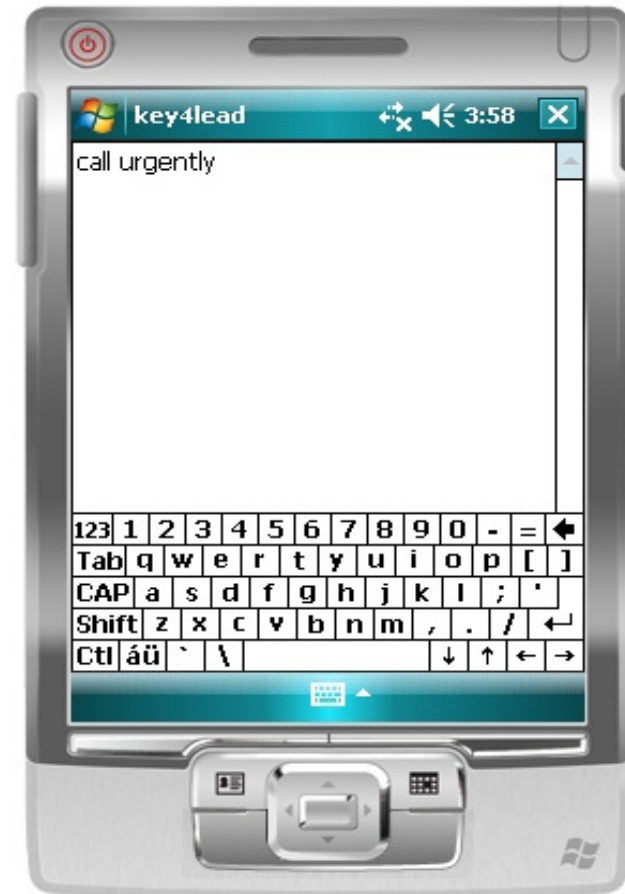 key4lead 3:58
call urgently
123 1 2 3 4 5 6 7 8 9 0 - =
Tab q w e r t y u i o p [ ]
CAP a s d f g h j k l ; '
Shift z x c v b n m , . /
Ctl áü ` \ ↓ ↑ ← →